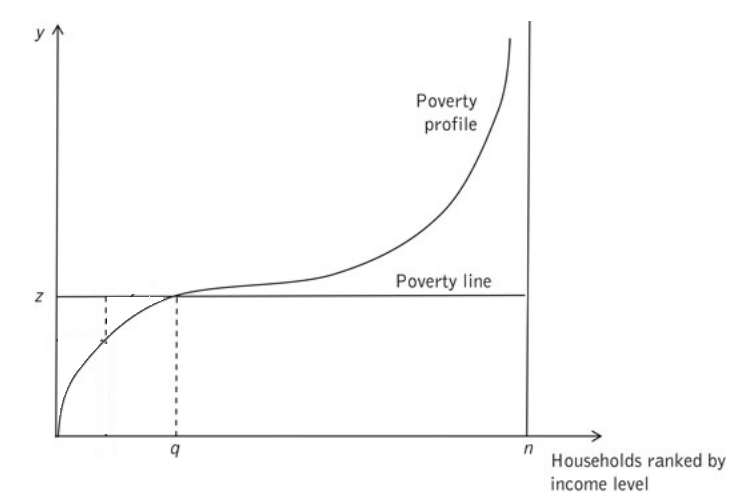 y
Poverty
profile
Poverty line
z
q
n
Households ranked by
income level